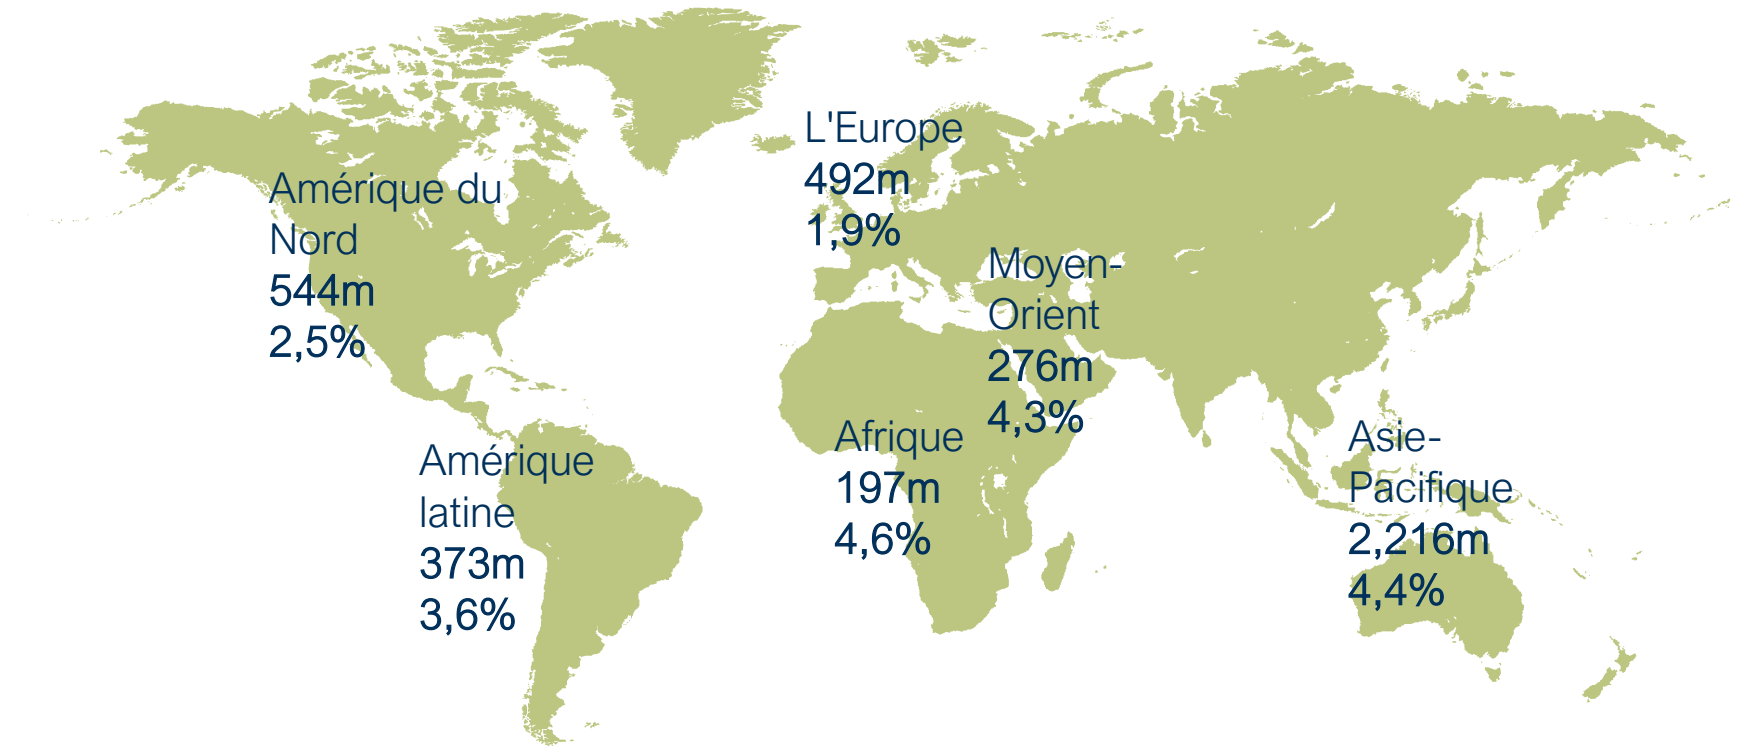 L'Europe
492m
1,9%
Amérique du
Nord
544m
2,5%
Moyen-
Orient
276m
4,3%
Afrique
197m
4,6%
Asie-
Pacifique
2,216m
4,4%
Amérique
latine
373m
3,6%